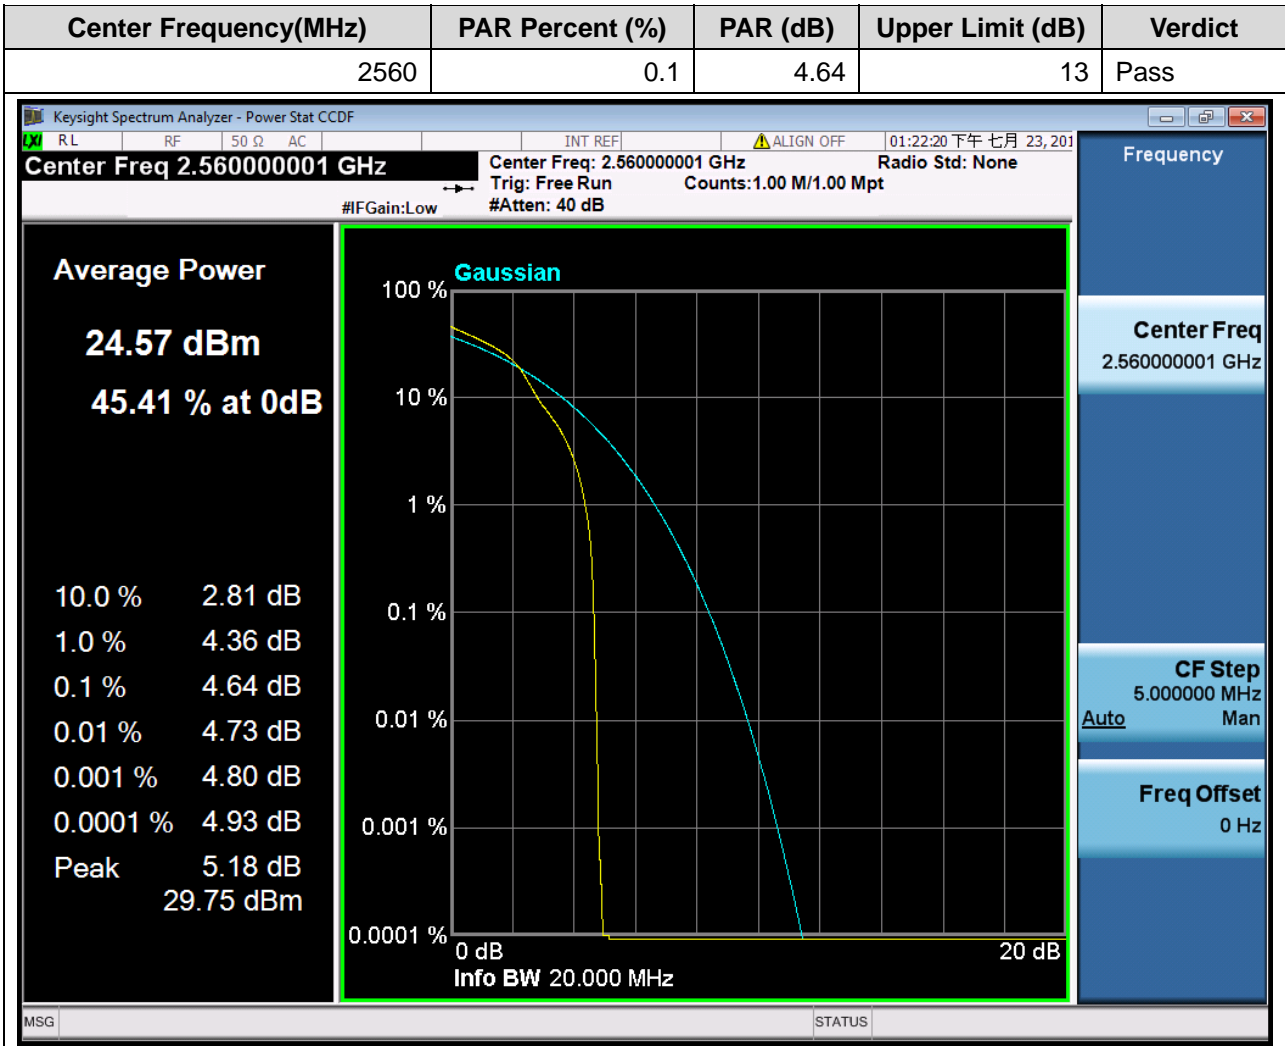 Center Frequency(MHz) PAR Percent (%) PAR (dB) Upper Limit (dB) Verdict
2560 0.1 4.64 13 Pass
Keysight Spectrum Analyzer - Power Stat CCDF
LXI RL RF 50 Ω AC INT REF ALIGN OFF 01:22:20 下午 七月 23, 201
Center Freq 2.560000001 GHz
#IFGain:Low
Center Freq: 2.560000001 GHz Radio Std: None
Trig: Free Run Counts:1.00 M/1.00 Mpt
#Atten: 40 dB
Average Power
24.57 dBm
45.41 % at 0dB
10.0 % 2.81 dB
1.0 % 4.36 dB
0.1 % 4.64 dB
0.01 % 4.73 dB
0.001 % 4.80 dB
0.0001 % 4.93 dB
Peak 5.18 dB
29.75 dBm
Gaussian
100 %
10 %
1 %
0.1 %
0.01 %
0.001 %
0.0001 %
0 dB 20 dB
Info BW 20.000 MHz
Frequency
Center Freq
2.560000001 GHz
CF Step
5.000000 MHz
Auto Man
Freq Offset
0 Hz
MSG STATUS